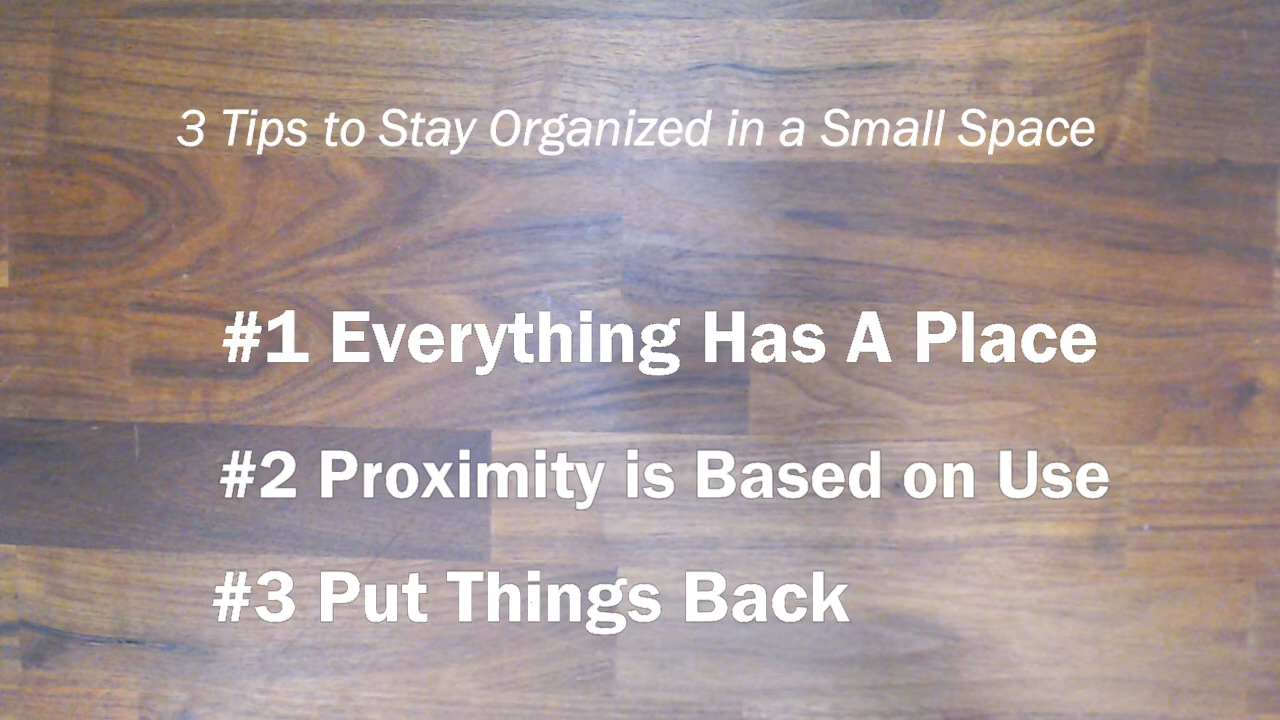 3 Tips to Stay Organized in a Small Space
#1 Everything Has A Place
#2 Proximity is Based on Use
#3 Put Things Back